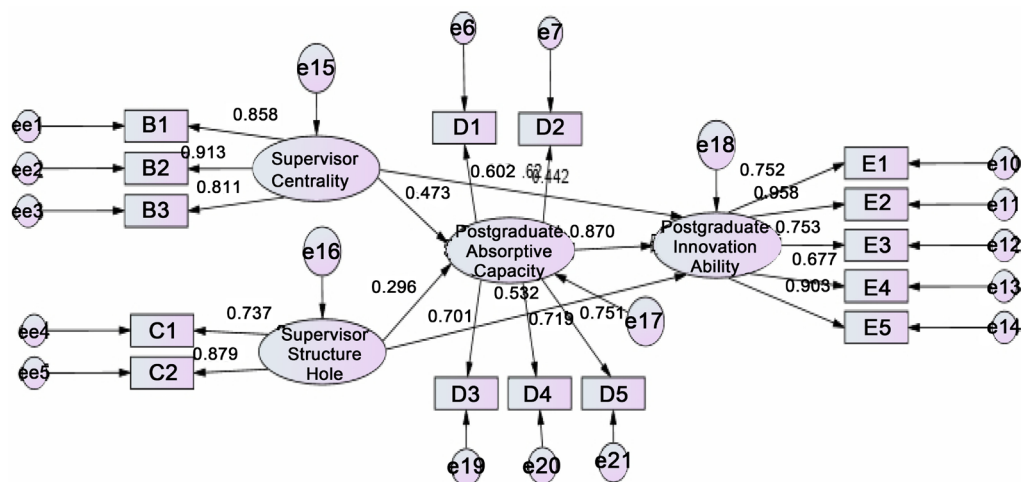 e6
e7
e15
ee1
B1
0.858
D1
D2
e18
0.913
ee2
B2
Supervisor
Centrality
0.602
.62
0.442
0.752
E1
e10
0.811
ee3
B3
0.473
0.958
E2
e11
Postgraduate
Absorptive
Capacity
0.870
Postgraduate
Innovation
Ability
0.753
E3
e12
e16
0.677
0.296
0.532
0.903
E4
e13
ee4
C1
0.737
0.701
0.719
0.751
e17
E5
e14
Supervisor
Structure
Hole
0.879
ee5
C2
D3
D4
D5
e19
e20
e21